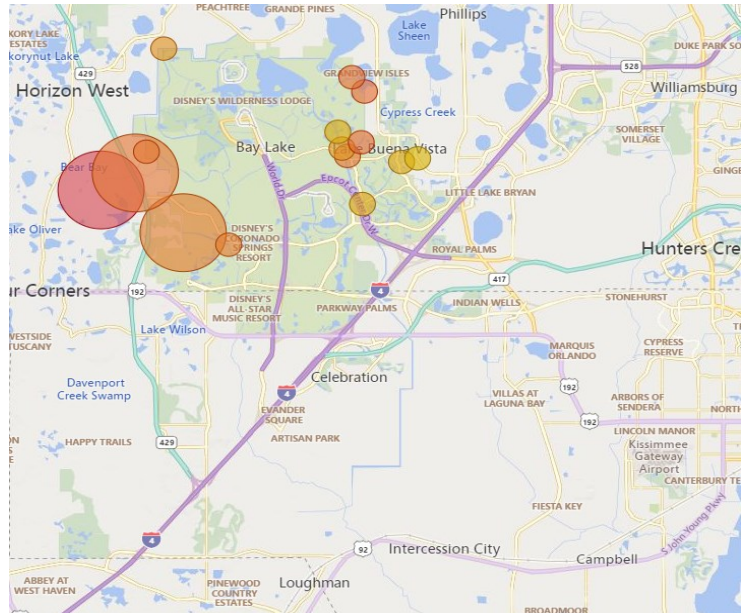 PEACHTREE
GRANDE PINES
Phillips
KORY LAKE
ESTATES
Lake
Sheen
korynut Lake
429
GRANDVIEW ISLES
528
DUKE PARK SO
Horizon West
DISNEY'S WILDERNESS LODGE
Cypress Creek
Williamsburg
SOMERSET
VILLAGE
Bay Lake
Buena Vista
Bear Bay
World Dr
Epcot Center Dr W
LITTLE LAKE BRYAN
GINGE
ake Oliver
DISNEY'S
CORONADO
SPRINGS
RESORT
ROYAL PALMS
Hunters Cre
417
ur Corners
192
4
DISNEY'S
ALL-STAR
MUSIC RESORT
PARKWAY PALMS
INDIAN WELLS
STONEHURST
Lake Wilson
WESTSIDE
TUSCANY
MARQUIS
ORLANDO
CYPRESS
RESERVE
Celebration
192
Davenport
Creek Swamp
4
VILLAS AT
LAGUNA BAY
ARBORS OF
SENDERA
EVANDER
SQUARE
192
NORTH
HAPPY TRAILS
429
ARTISAN PARK
LINCOLN MANOR
Kissimmee
Gateway
Airport
CANTERBURY TE
FIESTA KEY
S John Young Pkwy
4
92
Intercession City
Campbell
ABBEY AT
WEST HAVEN
PINEWOOD
COUNTRY
ESTATES
Loughman
BROADMOOR